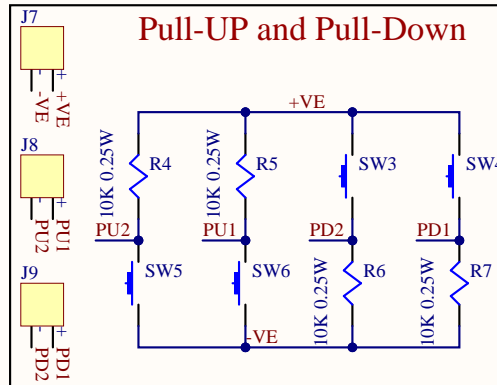 Pull-UP and Pull-Down
J7
- +
-VE +VE
J8
- +
PU2 PU1
J9
- +
PD2 PD1
+VE
R4
10K 0.25W
R5
10K 0.25W
SW3
SW4
PU2
PU1
PD2
PD1
SW5
SW6
R6
10K 0.25W
R7
10K 0.25W
-VE